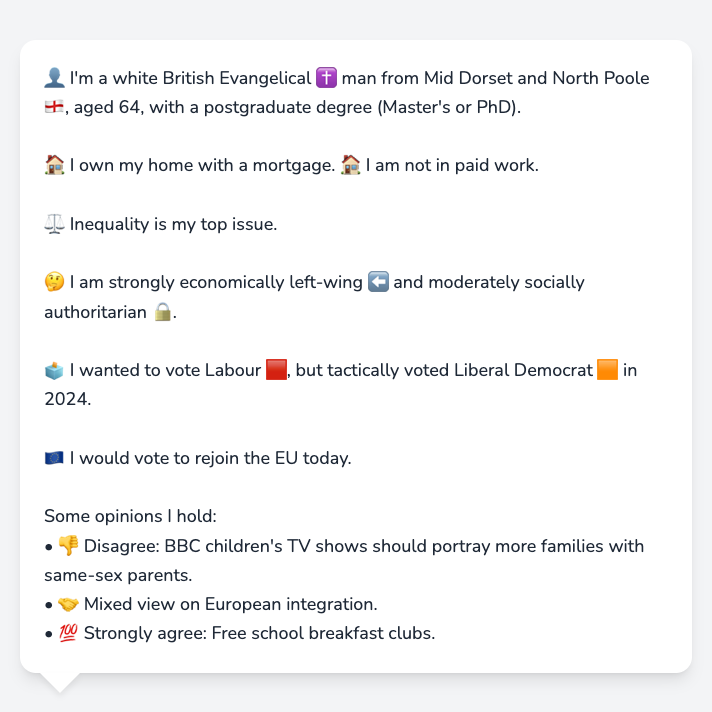 👤 I'm a white British Evangelical ✝️ man from Mid Dorset and North Poole
🏴󠁧󠁢󠁥󠁮󠁧󠁿, aged 64, with a postgraduate degree (Master's or PhD).
🏠 I own my home with a mortgage. 🏠 I am not in paid work.
⚖️ Inequality is my top issue.
🤔 I am strongly economically left-wing ⬅️ and moderately socially
authoritarian 🔒.
🗳️ I wanted to vote Labour 🟥, but tactically voted Liberal Democrat 🟧 in
2024.
🇪🇺 I would vote to rejoin the EU today.
Some opinions I hold:
• 👎 Disagree: BBC children's TV shows should portray more families with
same-sex parents.
• 🤝 Mixed view on European integration.
• 💯 Strongly agree: Free school breakfast clubs.